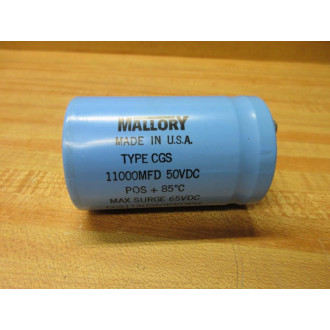 MALLORY
MADE IN U.S.A.
TYPE CGS
11000MFD 50VDC
POS + 85°C
MAX SURGE 65VDC